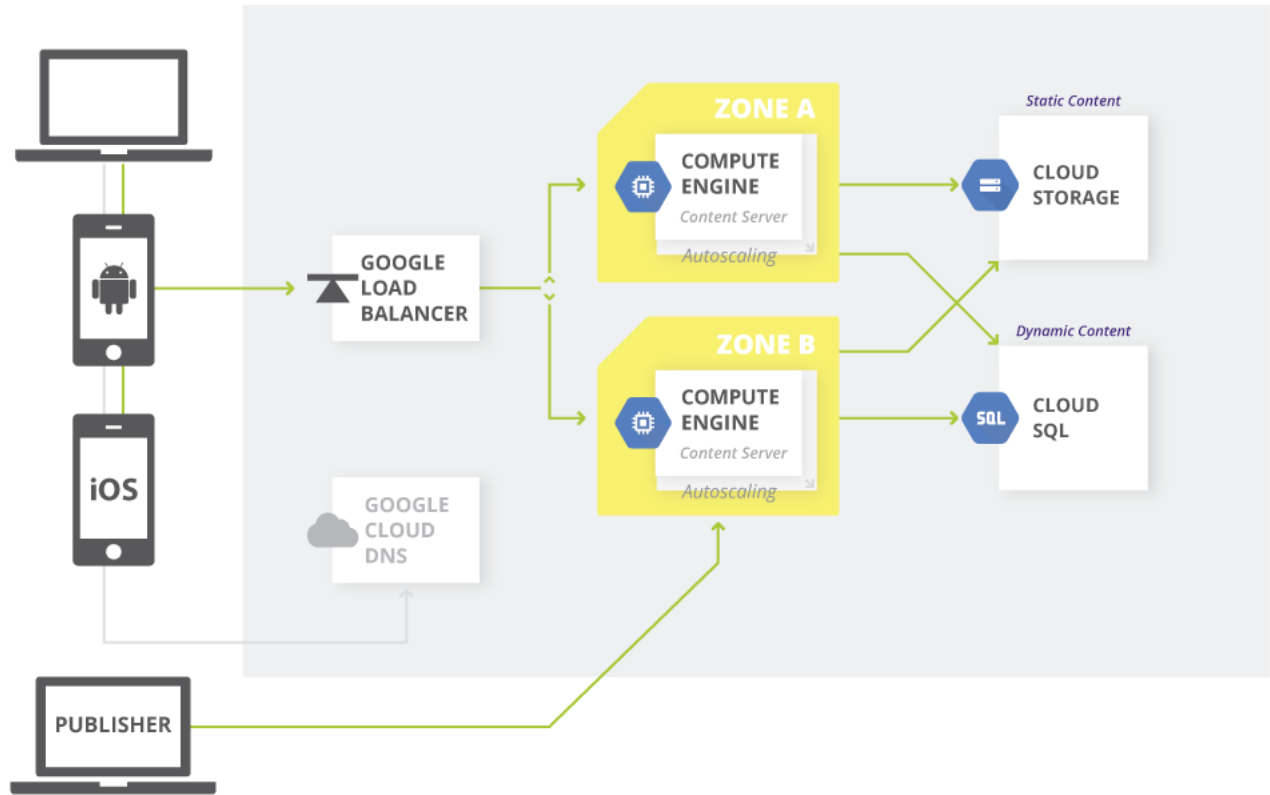 ZONE A
COMPUTE
ENGINE
Content Server
Autoscaling
Static Content
CLOUD
STORAGE
GOOGLE
LOAD
BALANCER
ZONE B
COMPUTE
ENGINE
Content Server
Autoscaling
Dynamic Content
SQL
CLOUD
SQL
iOS
GOOGLE
CLOUD
DNS
PUBLISHER